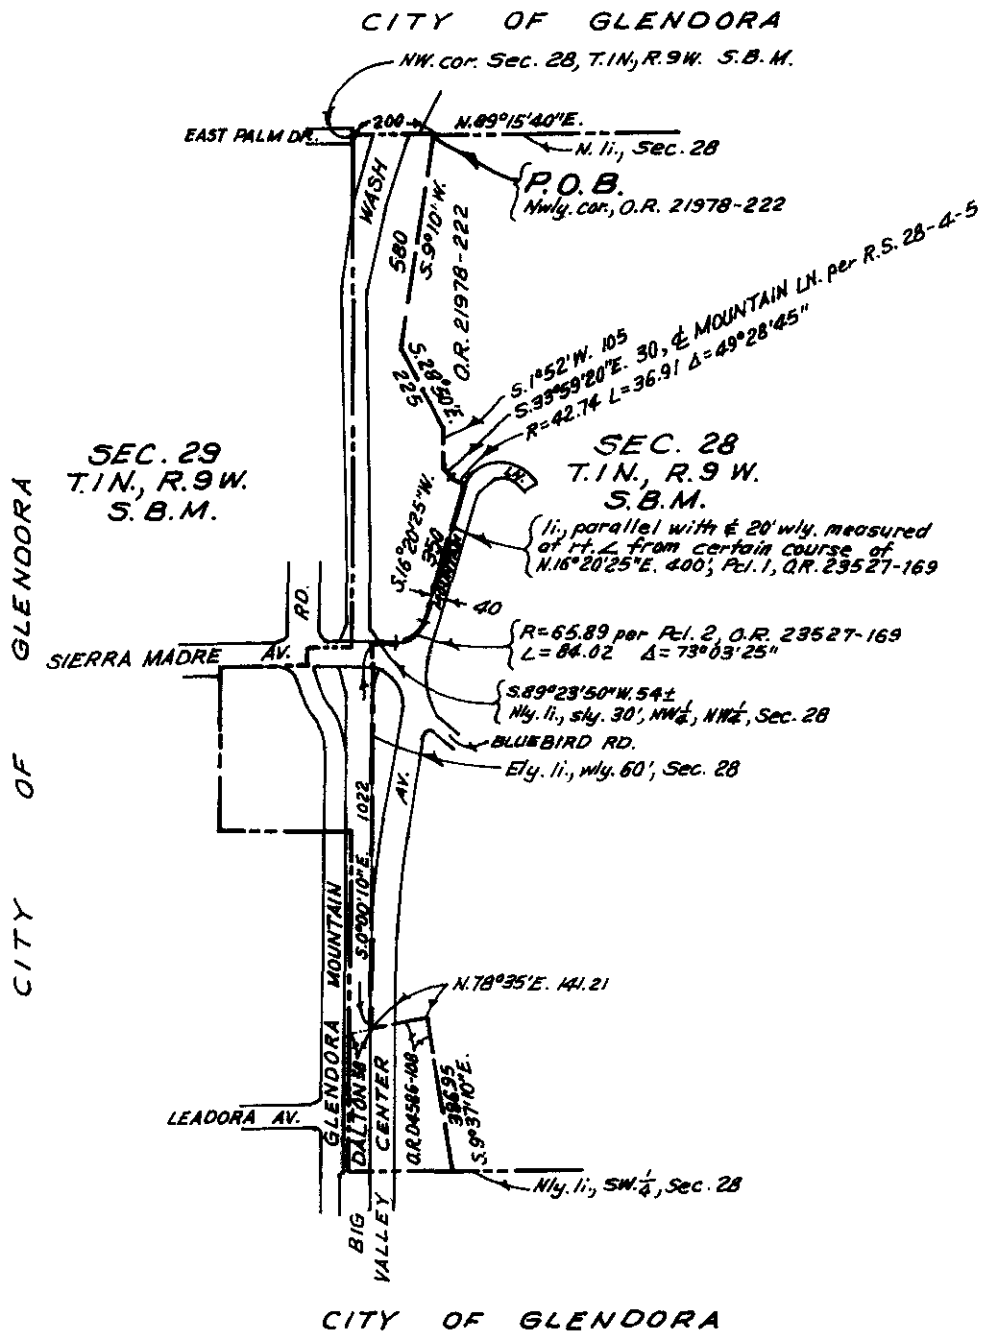 CITY OF GLENDORA
NW. cor. Sec. 28, T.1N., R.9W. S.B.M.
200
N.89°15'40"E.
EAST PALM DR.
N. li., Sec. 28
P.O.B.
Nwly. cor., O.R. 21978-222
WASH
580
S.9°10'W.
O.R. 21978-222
S.28°50'E.
225
S.1°52'W. 105
S.33°59'20"E. 30, ℄ MOUNTAIN LN. per R.S. 28-4-5
R=42.74 L=36.91 Δ=49°28'45"
SEC. 29
T.1N., R.9W.
S.B.M.
SEC. 28
T.1N., R.9W.
S.B.M.
LN.
MOUNTAIN
S.16°20'25"W.
350
li., parallel with & 20' wly. measured
at rt. ∠ from certain course of
N.16°20'25"E. 400', Pcl. 1, O.R. 23527-169
40
R=65.89 per Pcl. 2, O.R. 23527-169
L=84.02 Δ=73°03'25"
RD.
SIERRA MADRE AV.
S.89°23'50"W. 54±
Nly. li., sly. 30', NW¼, NW¼, Sec. 28
BLUEBIRD RD.
Ely. li., wly. 60', Sec. 28
AV.
S.0°00'10"E. 1022
CITY OF GLENDORA
GLENDORA MOUNTAIN
N.78°35'E. 141.21
LEADORA AV.
BIG DALTON
VALLEY CENTER
O.R. D4586-108
386.95
S.9°37'10"E.
Nly. li., SW.¼, Sec. 28
CITY OF GLENDORA